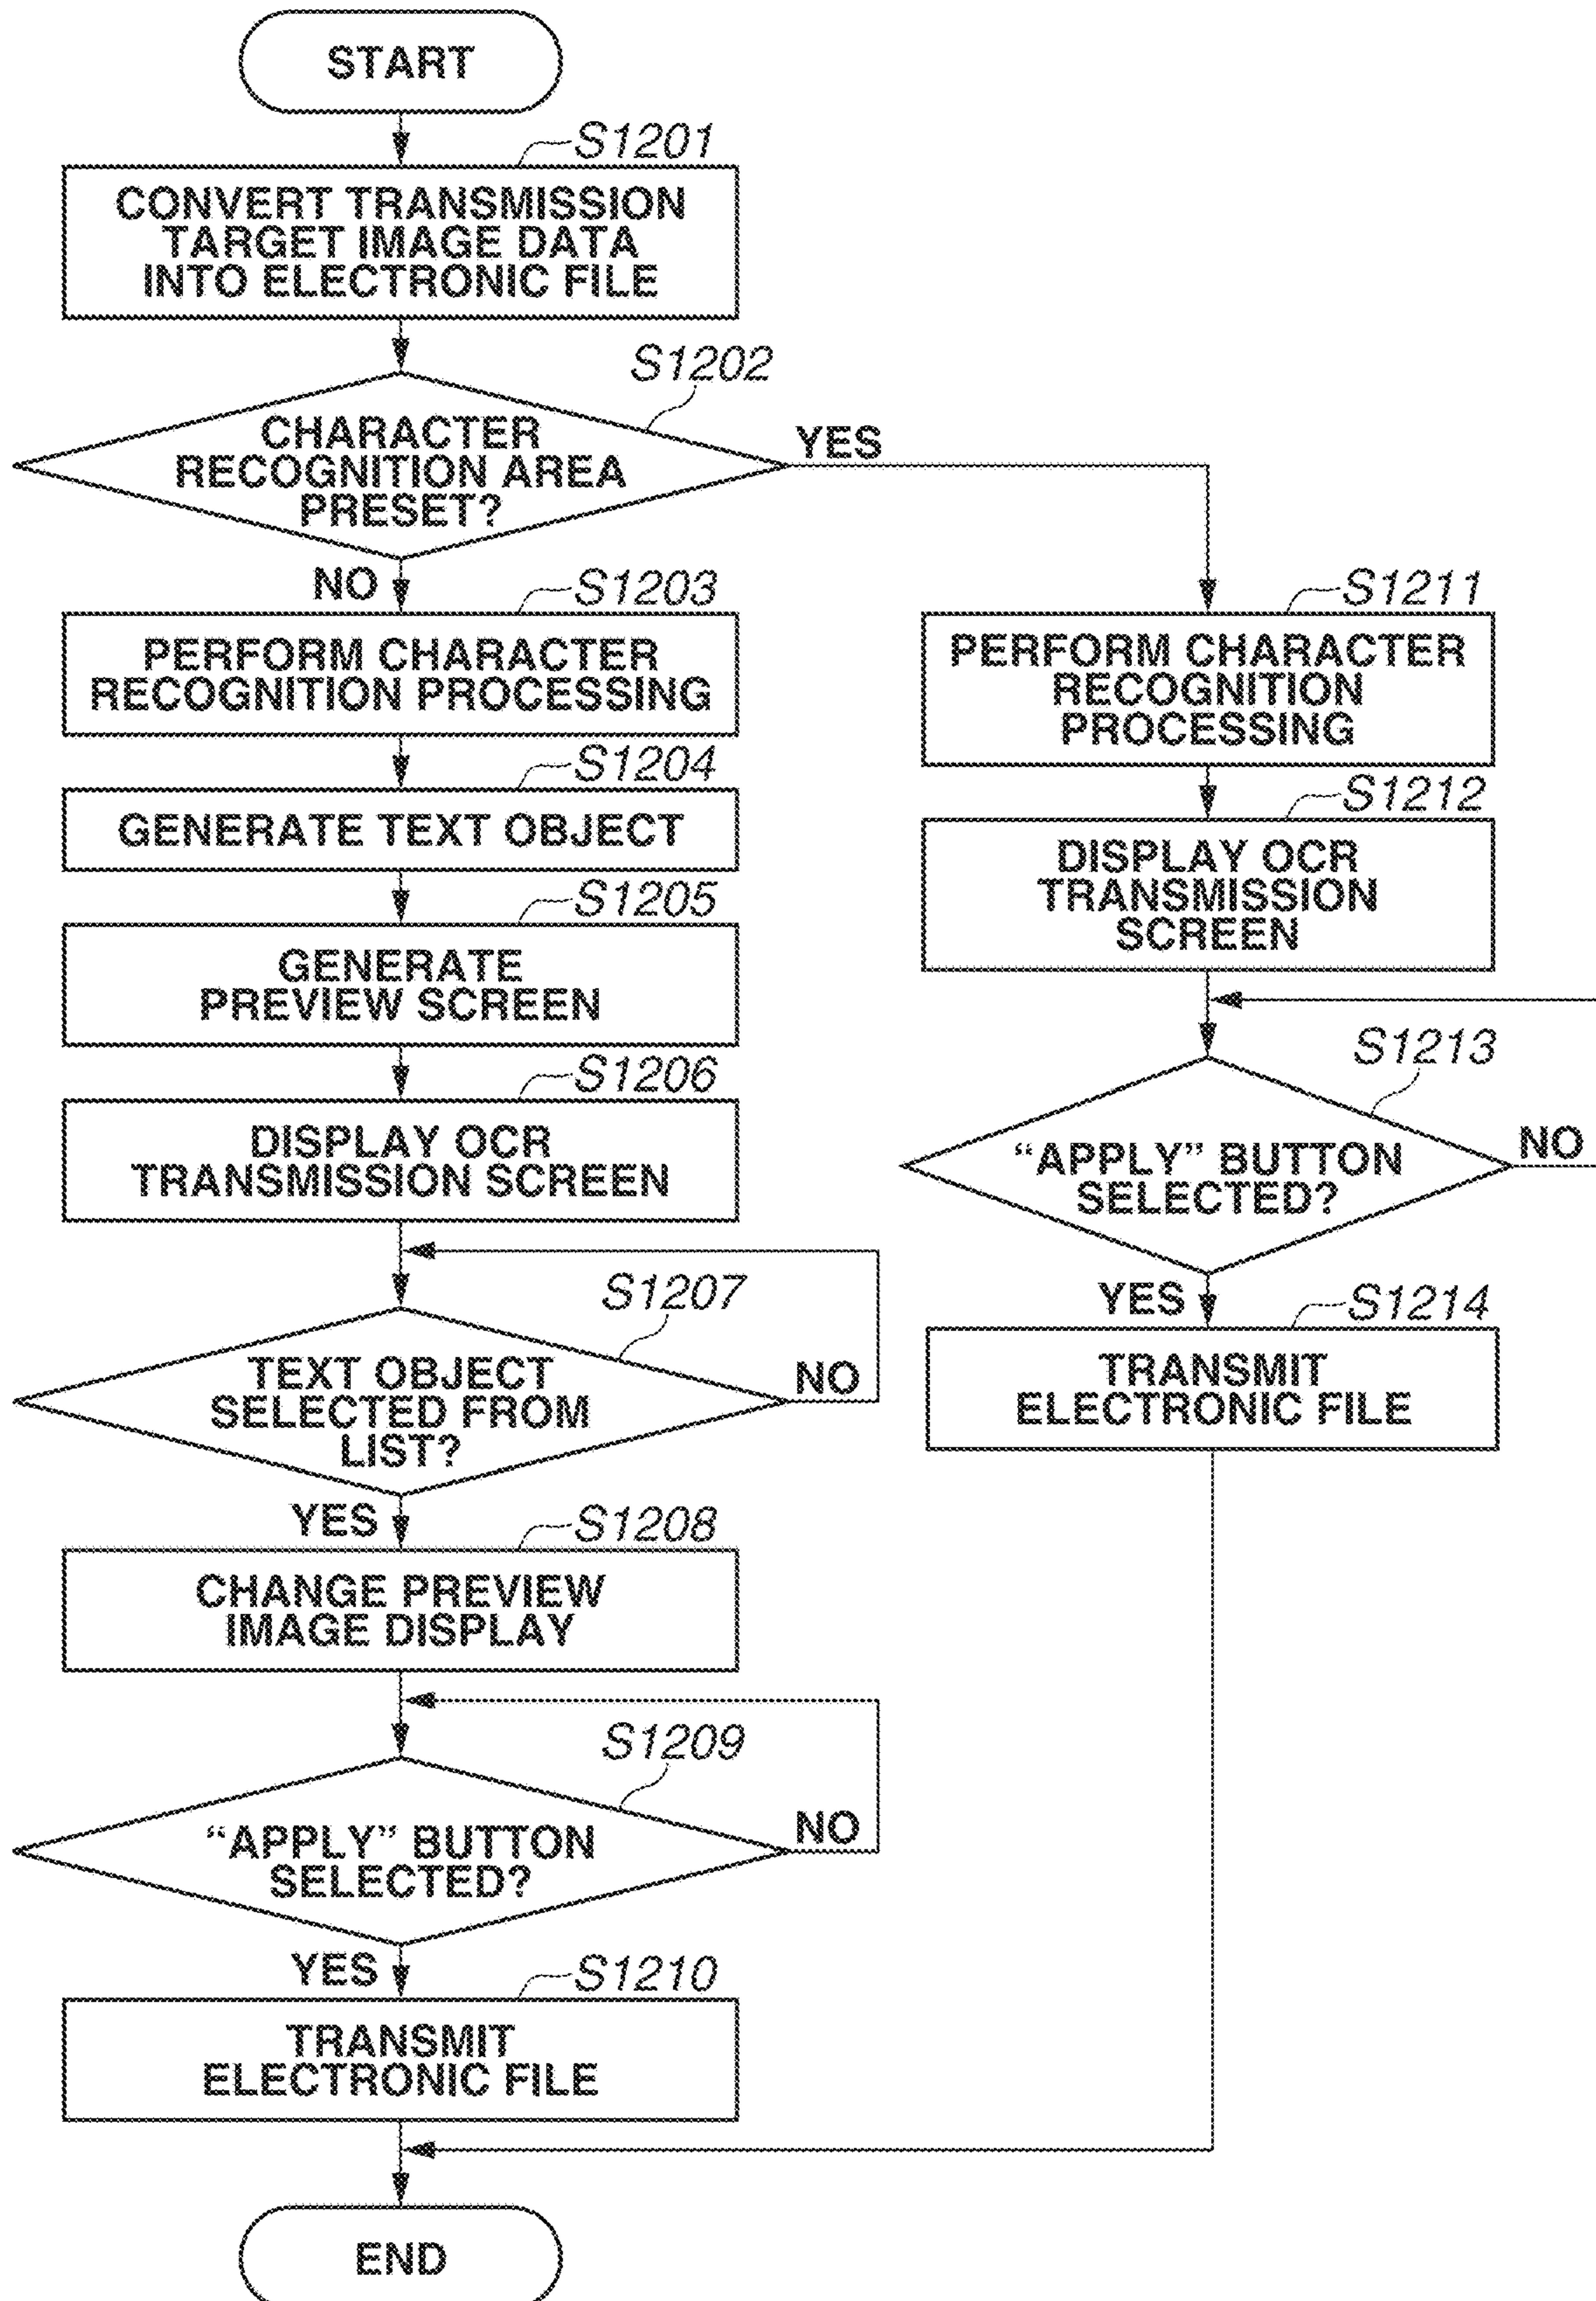 START
S1201
CONVERT TRANSMISSION
TARGET IMAGE DATA
INTO ELECTRONIC FILE
S1202
CHARACTER
RECOGNITION AREA
PRESET?
YES
NO
S1203
PERFORM CHARACTER
RECOGNITION PROCESSING
S1204
GENERATE TEXT OBJECT
S1205
GENERATE
PREVIEW SCREEN
S1206
DISPLAY OCR
TRANSMISSION SCREEN
S1207
TEXT OBJECT
SELECTED FROM
LIST?
NO
YES
S1208
CHANGE PREVIEW
IMAGE DISPLAY
S1209
“APPLY” BUTTON
SELECTED?
NO
YES
S1210
TRANSMIT
ELECTRONIC FILE
S1211
PERFORM CHARACTER
RECOGNITION
PROCESSING
S1212
DISPLAY OCR
TRANSMISSION
SCREEN
S1213
“APPLY” BUTTON
SELECTED?
NO
YES
S1214
TRANSMIT
ELECTRONIC FILE
END